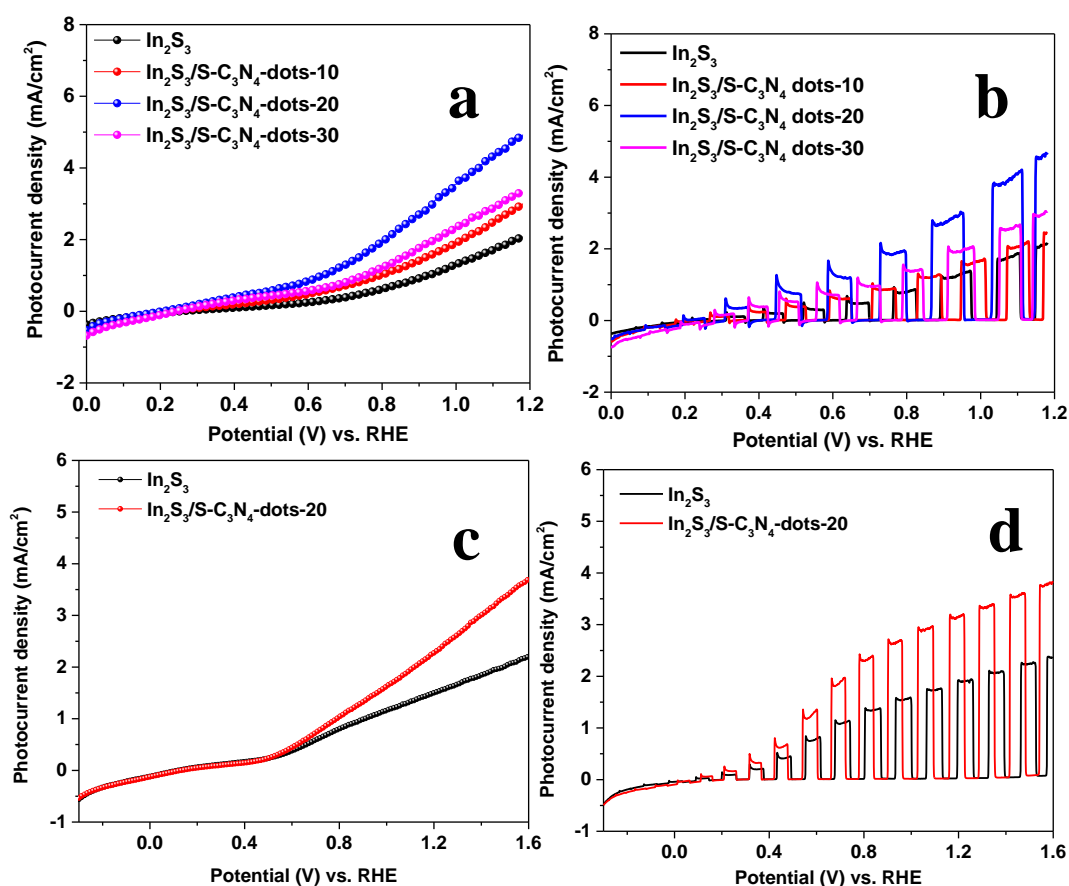 a
In₂S₃
In₂S₃/S-C₃N₄-dots-10
In₂S₃/S-C₃N₄-dots-20
In₂S₃/S-C₃N₄-dots-30
Photocurrent density (mA/cm²)
8
6
4
2
0
-2
0.0 0.2 0.4 0.6 0.8 1.0 1.2
Potential (V) vs. RHE
b
In₂S₃
In₂S₃/S-C₃N₄ dots-10
In₂S₃/S-C₃N₄ dots-20
In₂S₃/S-C₃N₄ dots-30
Photocurrent density (mA/cm²)
8
6
4
2
0
-2
0.0 0.2 0.4 0.6 0.8 1.0 1.2
Potential (V) vs. RHE
c
In₂S₃
In₂S₃/S-C₃N₄-dots-20
Photocurrent density (mA/cm²)
6
5
4
3
2
1
0
-1
0.0 0.4 0.8 1.2 1.6
Potential (V) vs. RHE
d
In₂S₃
In₂S₃/S-C₃N₄-dots-20
Photocurrent density (mA/cm²)
6
5
4
3
2
1
0
-1
0.0 0.4 0.8 1.2 1.6
Potential (V) vs. RHE